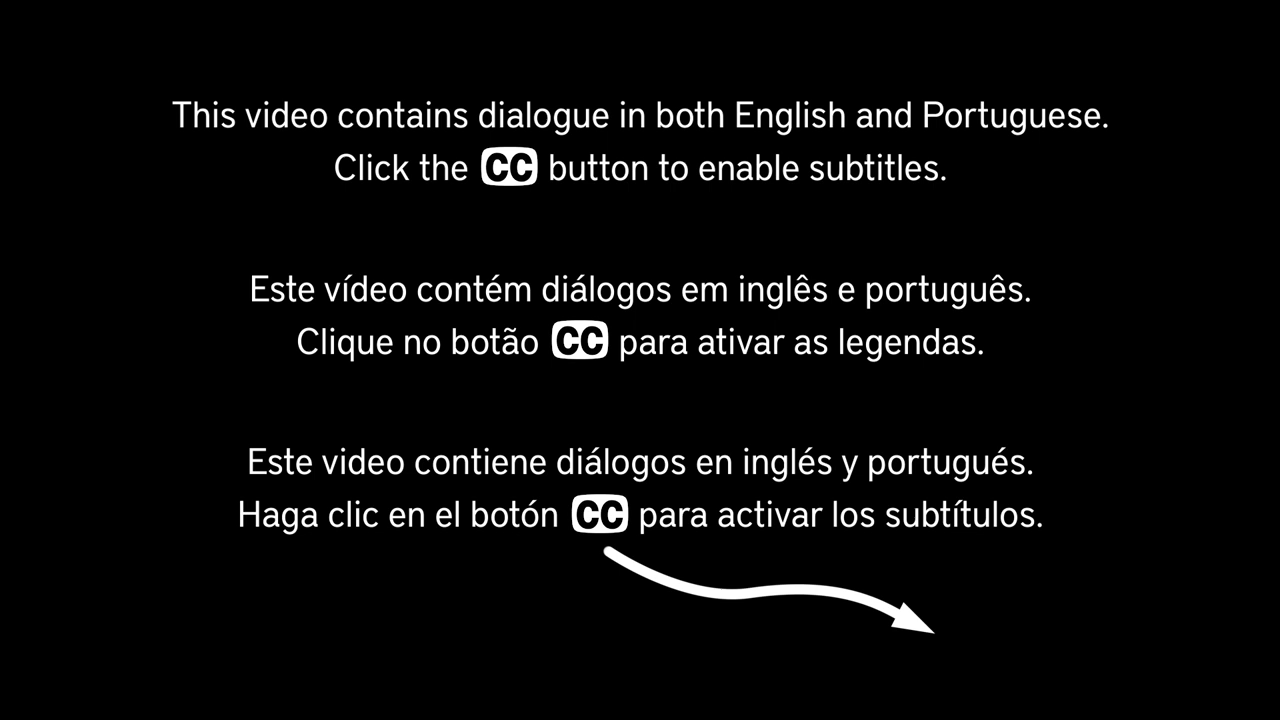 This video contains dialogue in both English and Portuguese.
Click the CC button to enable subtitles.
Este vídeo contém diálogos em inglês e português.
Clique no botão CC para ativar as legendas.
Este video contiene diálogos en inglés y portugués.
Haga clic en el botón CC para activar los subtítulos.